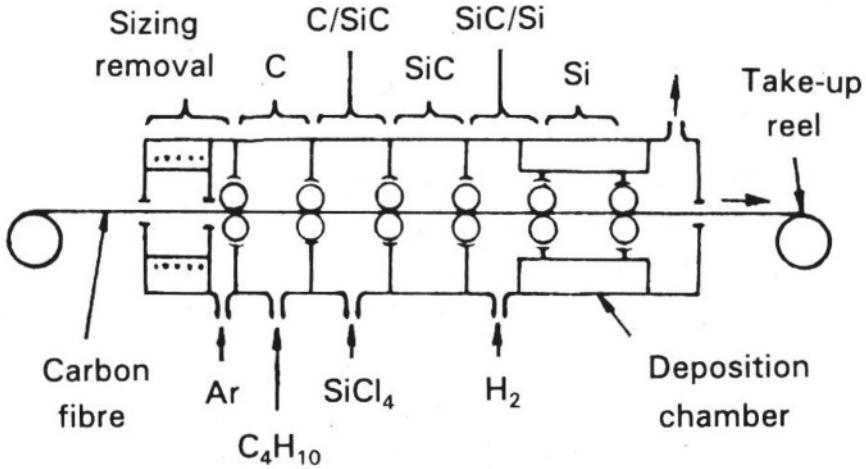 Sizing
removal
C
C/SiC
SiC
SiC/Si
Si
Take-up
reel
Carbon
fibre
Ar
C₄H₁₀
SiCl₄
H₂
Deposition
chamber